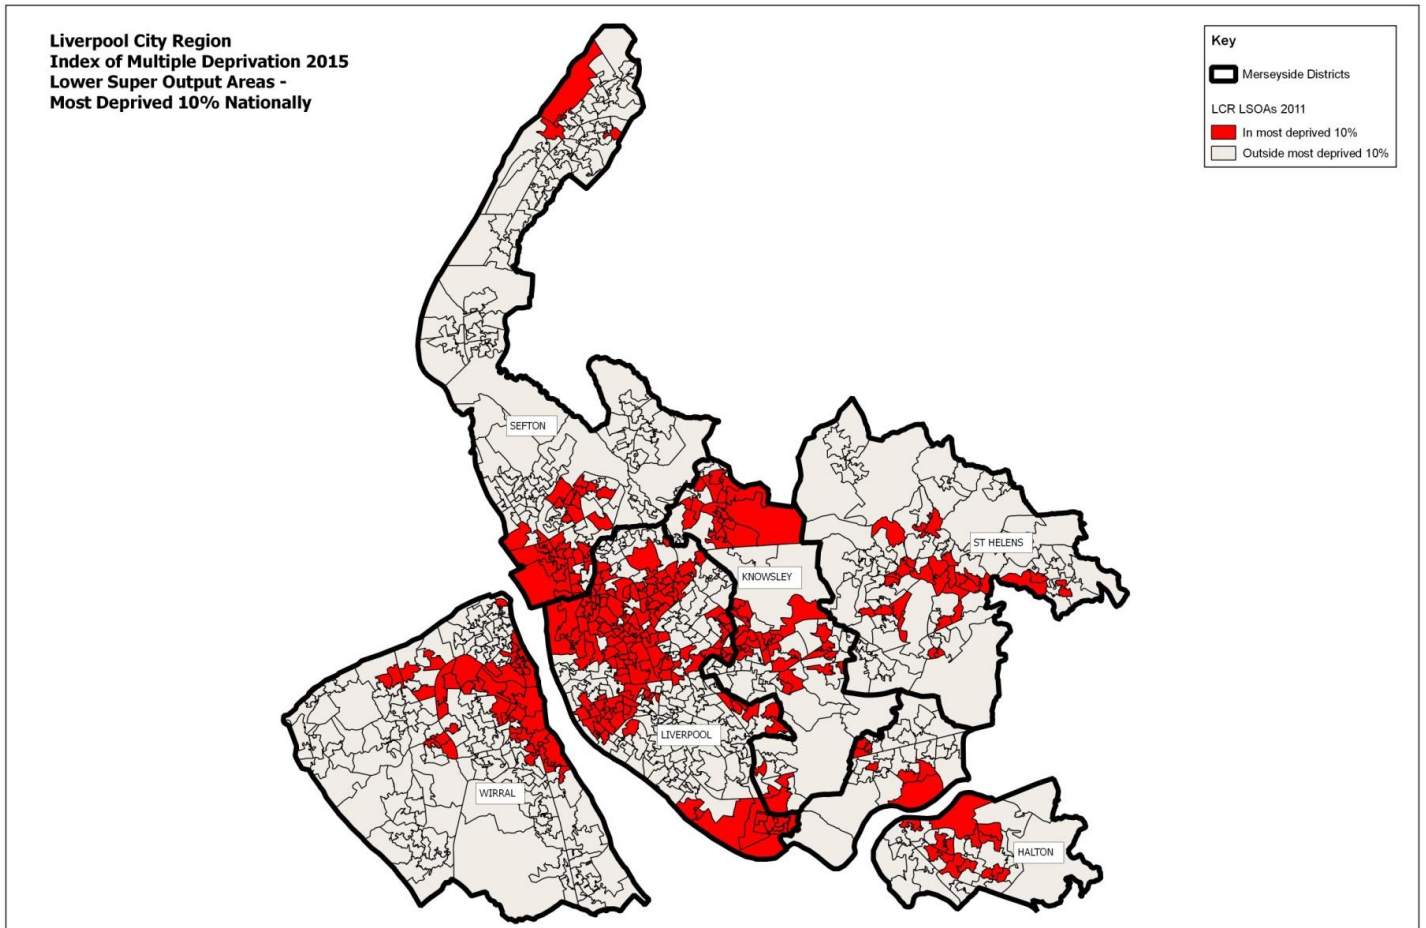 Liverpool City Region
Index of Multiple Deprivation 2015
Lower Super Output Areas -
Most Deprived 10% Nationally
Key
Merseyside Districts
LCR LSOAs 2011
In most deprived 10%
Outside most deprived 10%
SEFTON
ST HELENS
KNOWSLEY
LIVERPOOL
WIRRAL
HALTON